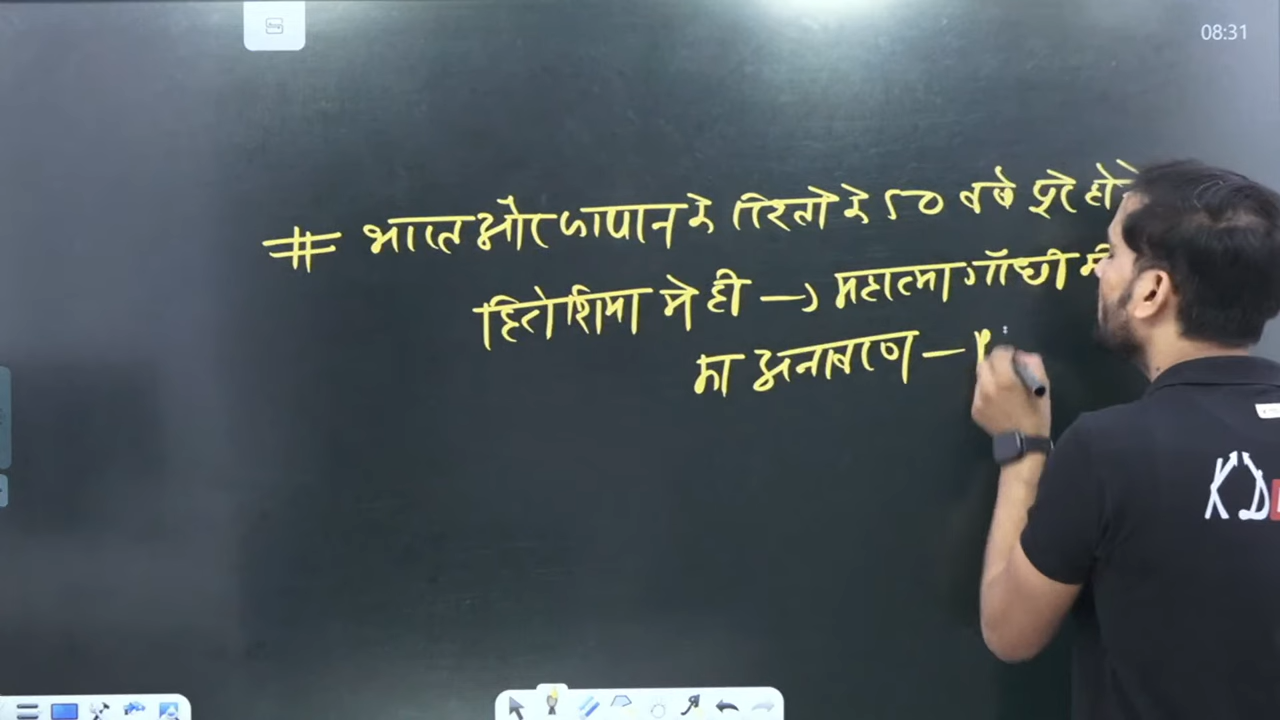 08:31
# भारत और जापान के रिश्तों के 50 वर्ष पूरे होने
हिरोशिमा में ही → महात्मा गाँधी की
का अनावरण – P
KD